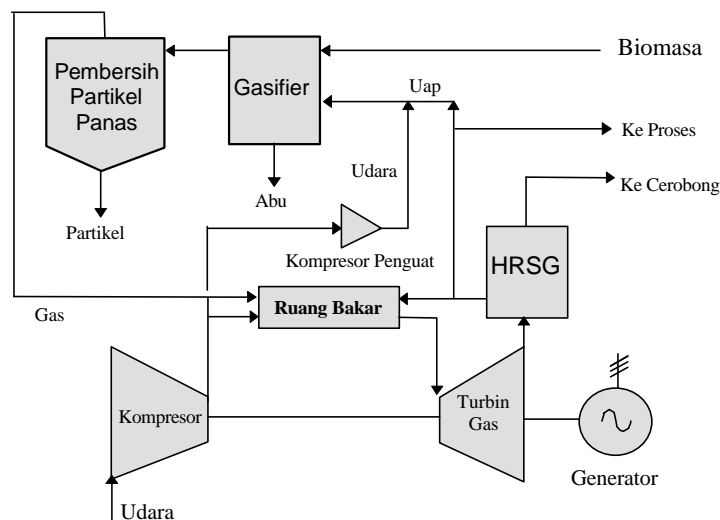 Biomasa
Pembersih
Partikel
Panas
Gasifier
Uap
Ke Proses
Udara
Ke Cerobong
Abu
Partikel
Kompresor Penguat
HRSG
Ruang Bakar
Gas
Kompresor
Turbin
Gas
Generator
Udara